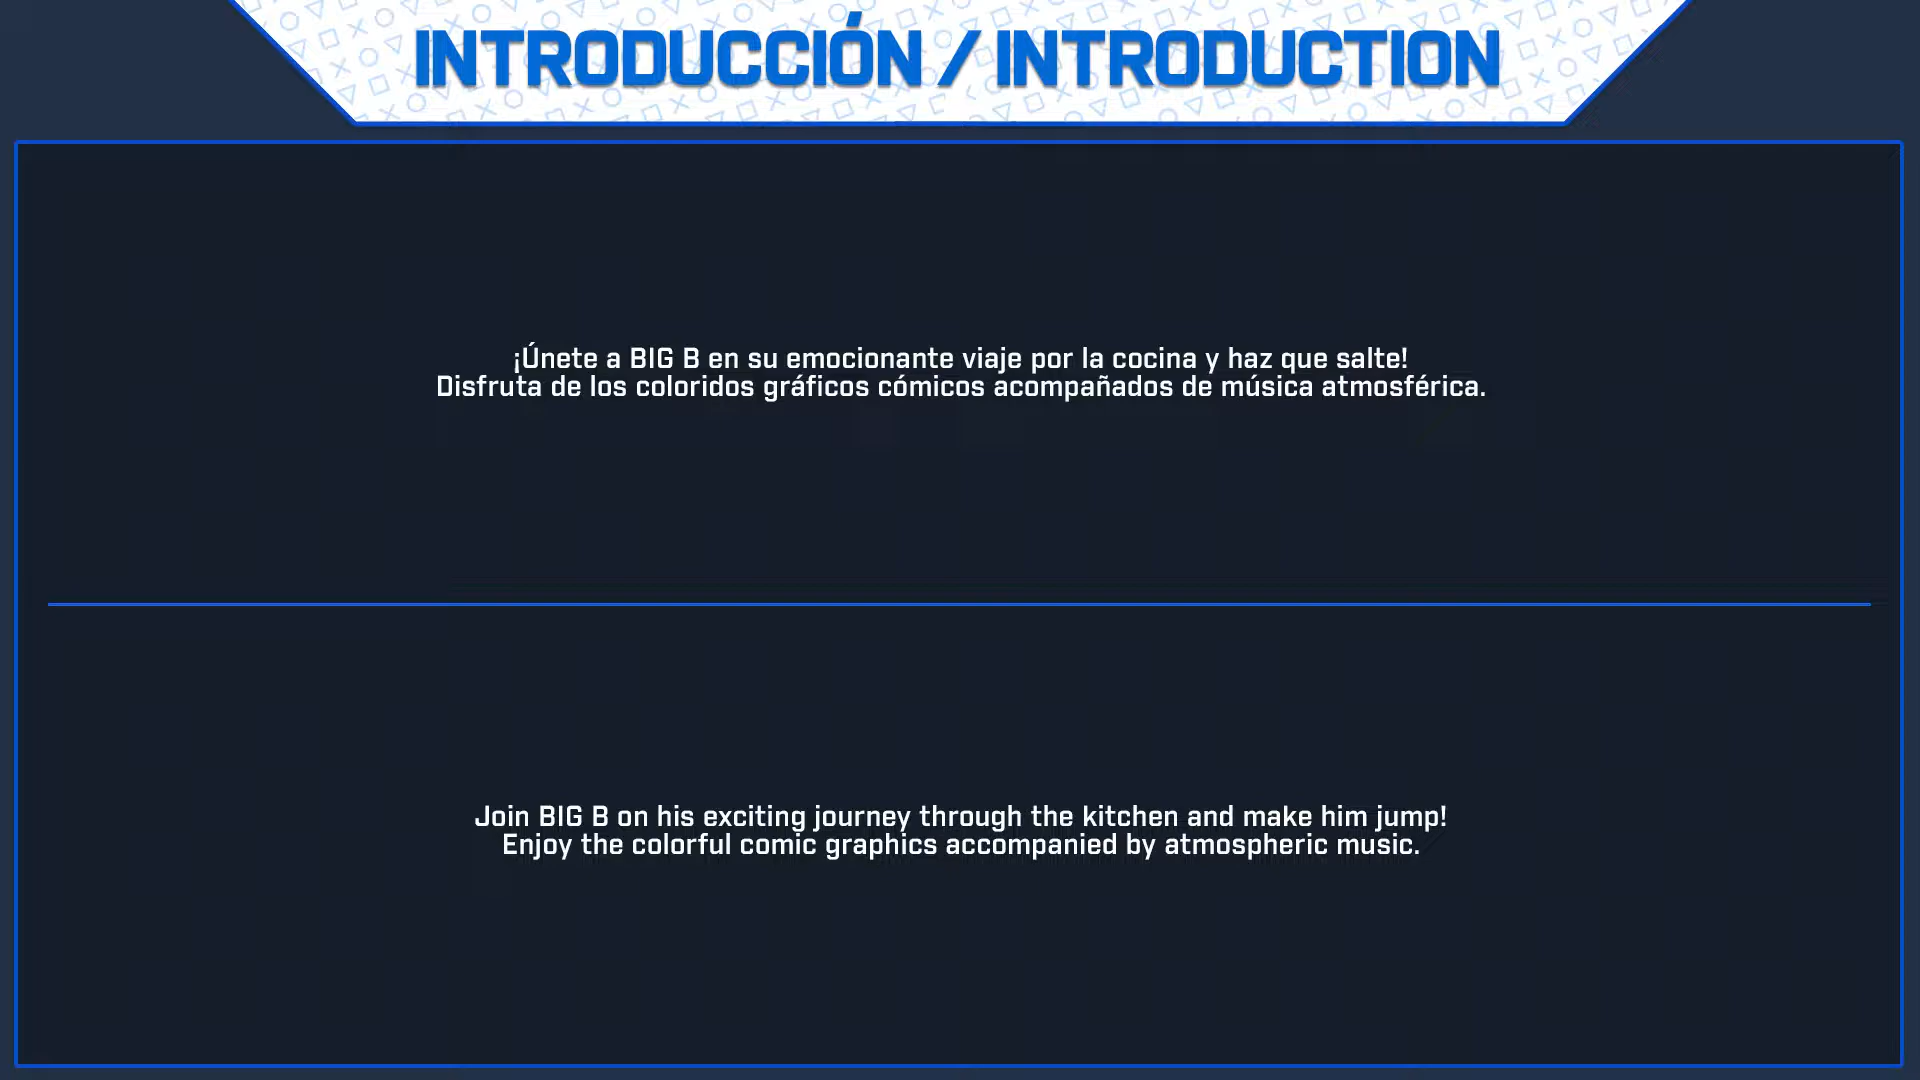 INTRODUCCIÓN / INTRODUCTION
¡Únete a BIG B en su emocionante viaje por la cocina y haz que salte!
Disfruta de los coloridos gráficos cómicos acompañados de música atmosférica.
Join BIG B on his exciting journey through the kitchen and make him jump!
Enjoy the colorful comic graphics accompanied by atmospheric music.